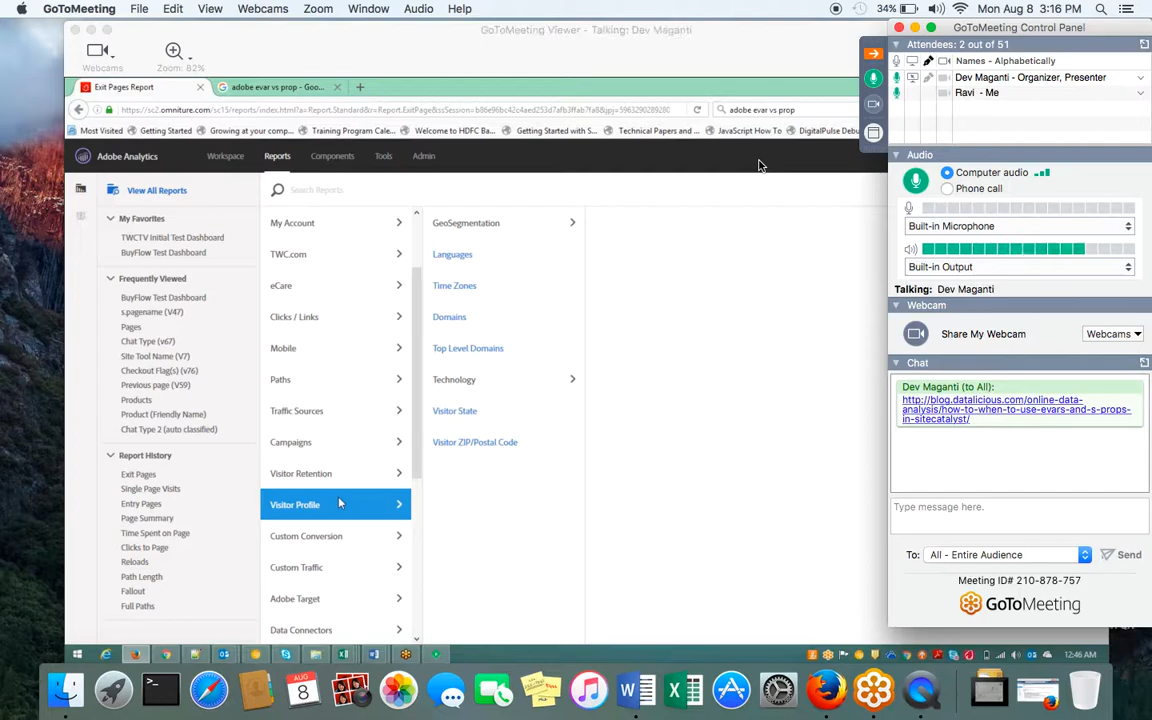 GoToMeeting File Edit View Webcams Zoom Window Audio Help
34% Mon Aug 8 3:16 PM
GoToMeeting Viewer - Talking: Dev Maganti
Webcams
Zoom: 62%
Exit Pages Report
adobe evar vs prop - Goo...
adobe evar vs prop
Most Visited Getting Started Growing at your comp... Training Program Cale... Welcome to HDFC Ban... Getting Started with S... Technical Papers and ... JavaScript How To DigitalPulse Debu
Adobe Analytics Workspace Reports Components Tools Admin
View All Reports
Search Reports
My Favorites
TWCTV Initial Test Dashboard
BuyFlow Test Dashboard
Frequently Viewed
BuyFlow Test Dashboard
s.pagename (V47)
Pages
Chat Type (v67)
Site Tool Name (V7)
Checkout Flag(s) (v76)
Previous page (V59)
Products
Product (Friendly Name)
Chat Type 2 (auto classified)
Report History
Exit Pages
Single Page Visits
Entry Pages
Page Summary
Time Spent on Page
Clicks to Page
Reloads
Path Length
Fallout
Full Paths
My Account
TWC.com
eCare
Clicks / Links
Mobile
Paths
Traffic Sources
Campaigns
Visitor Retention
Visitor Profile
Custom Conversion
Custom Traffic
Adobe Target
Data Connectors
GeoSegmentation
Languages
Time Zones
Domains
Top Level Domains
Technology
Visitor State
Visitor ZIP/Postal Code
12:46 AM
GoToMeeting Control Panel
Attendees: 2 out of 51
Names - Alphabetically
Dev Maganti - Organizer, Presenter
Ravi - Me
Audio
Computer audio
Phone call
Built-in Microphone
Built-in Output
Talking: Dev Maganti
Webcam
Share My Webcam
Webcams
Chat
Dev Maganti (to All):
http://blog.datalicious.com/online-data-
analysis/how-to-when-to-use-evars-and-s-props-
in-sitecatalyst/
Type message here.
To: All - Entire Audience
Send
Meeting ID# 210-878-757
GoToMeeting
AUG
8